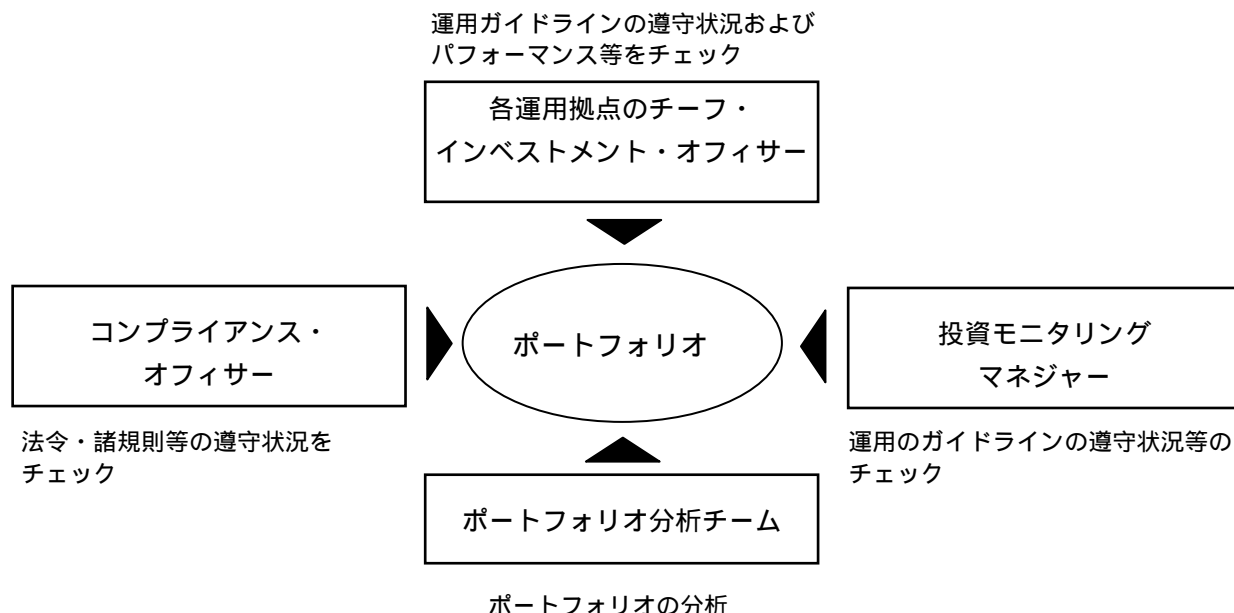 運用ガイドラインの遵守状況および
パフォーマンス等をチェック
各運用拠点のチーフ・
インベストメント・オフィサー
コンプライアンス・
オフィサー
ポートフォリオ
投資モニタリング
マネジャー
法令・諸規則等の遵守状況を
チェック
運用のガイドラインの遵守状況等の
チェック
ポートフォリオ分析チーム
ポートフォリオの分析